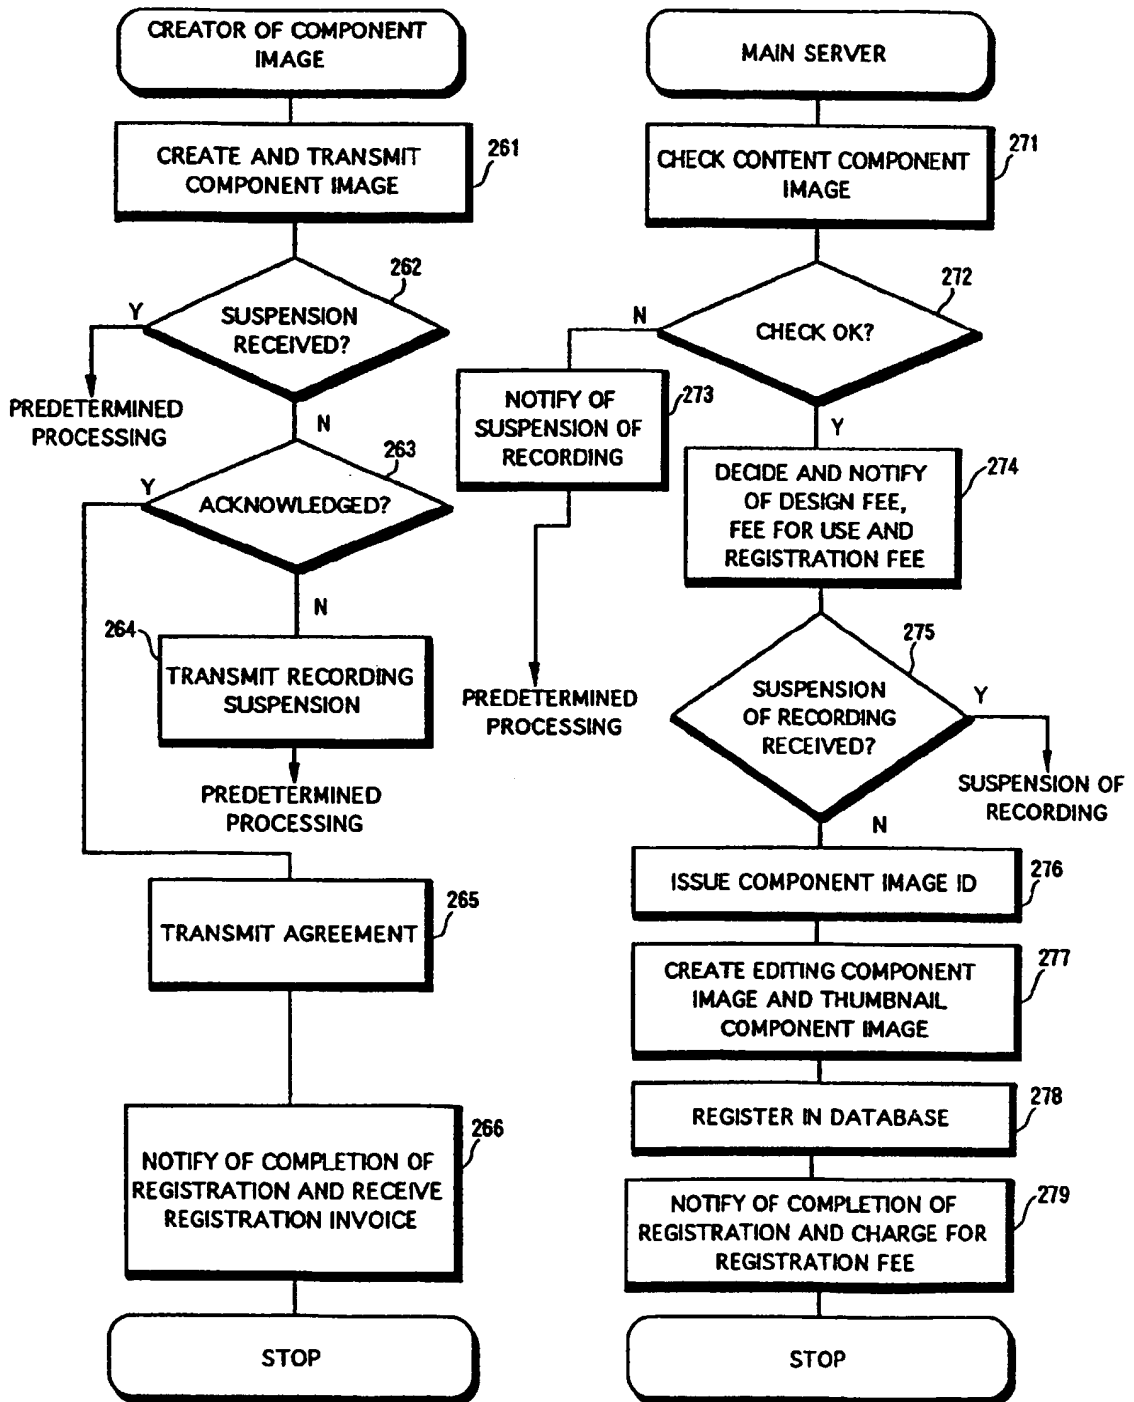 CREATOR OF COMPONENT
IMAGE
CREATE AND TRANSMIT
COMPONENT IMAGE
261
262
SUSPENSION
RECEIVED?
Y
PREDETERMINED
PROCESSING
N
263
Y
ACKNOWLEDGED?
N
264
TRANSMIT RECORDING
SUSPENSION
PREDETERMINED
PROCESSING
TRANSMIT AGREEMENT
265
NOTIFY OF COMPLETION OF
REGISTRATION AND RECEIVE
REGISTRATION INVOICE
266
STOP
MAIN SERVER
CHECK CONTENT COMPONENT
IMAGE
271
272
N
CHECK OK?
NOTIFY OF
SUSPENSION OF
RECORDING
273
PREDETERMINED
PROCESSING
Y
DECIDE AND NOTIFY
OF DESIGN FEE,
FEE FOR USE AND
REGISTRATION FEE
274
275
SUSPENSION
OF RECORDING
RECEIVED?
Y
SUSPENSION OF
RECORDING
N
ISSUE COMPONENT IMAGE ID
276
CREATE EDITING COMPONENT
IMAGE AND THUMBNAIL
COMPONENT IMAGE
277
REGISTER IN DATABASE
278
NOTIFY OF COMPLETION OF
REGISTRATION AND CHARGE FOR
REGISTRATION FEE
279
STOP